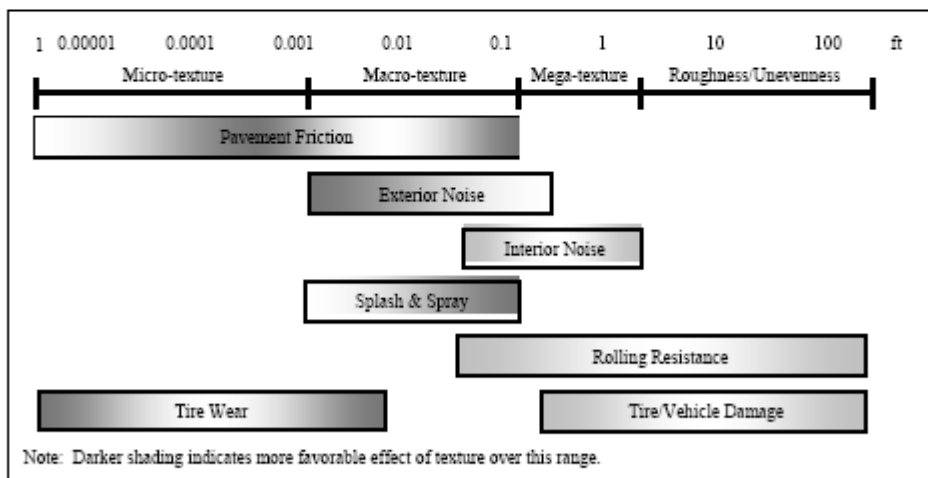 1 0.00001 0.0001 0.001 0.01 0.1 1 10 100 ft
Micro-texture Macro-texture Mega-texture Roughness/Unevenness
Pavement Friction
Exterior Noise
Interior Noise
Splash & Spray
Rolling Resistance
Tire Wear Tire/Vehicle Damage
Note: Darker shading indicates more favorable effect of texture over this range.